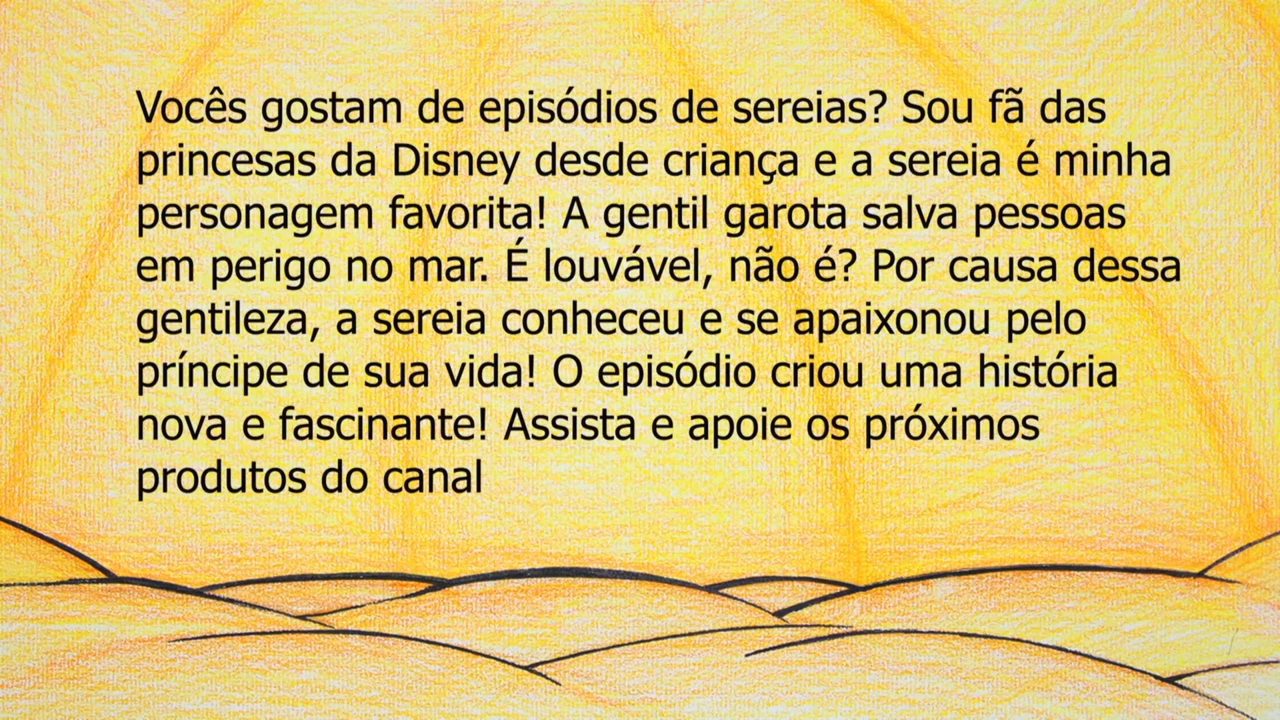 Vocês gostam de episódios de sereias? Sou fã das
princesas da Disney desde criança e a sereia é minha
personagem favorita! A gentil garota salva pessoas
em perigo no mar. É louvável, não é? Por causa dessa
gentileza, a sereia conheceu e se apaixonou pelo
príncipe de sua vida! O episódio criou uma história
nova e fascinante! Assista e apoie os próximos
produtos do canal